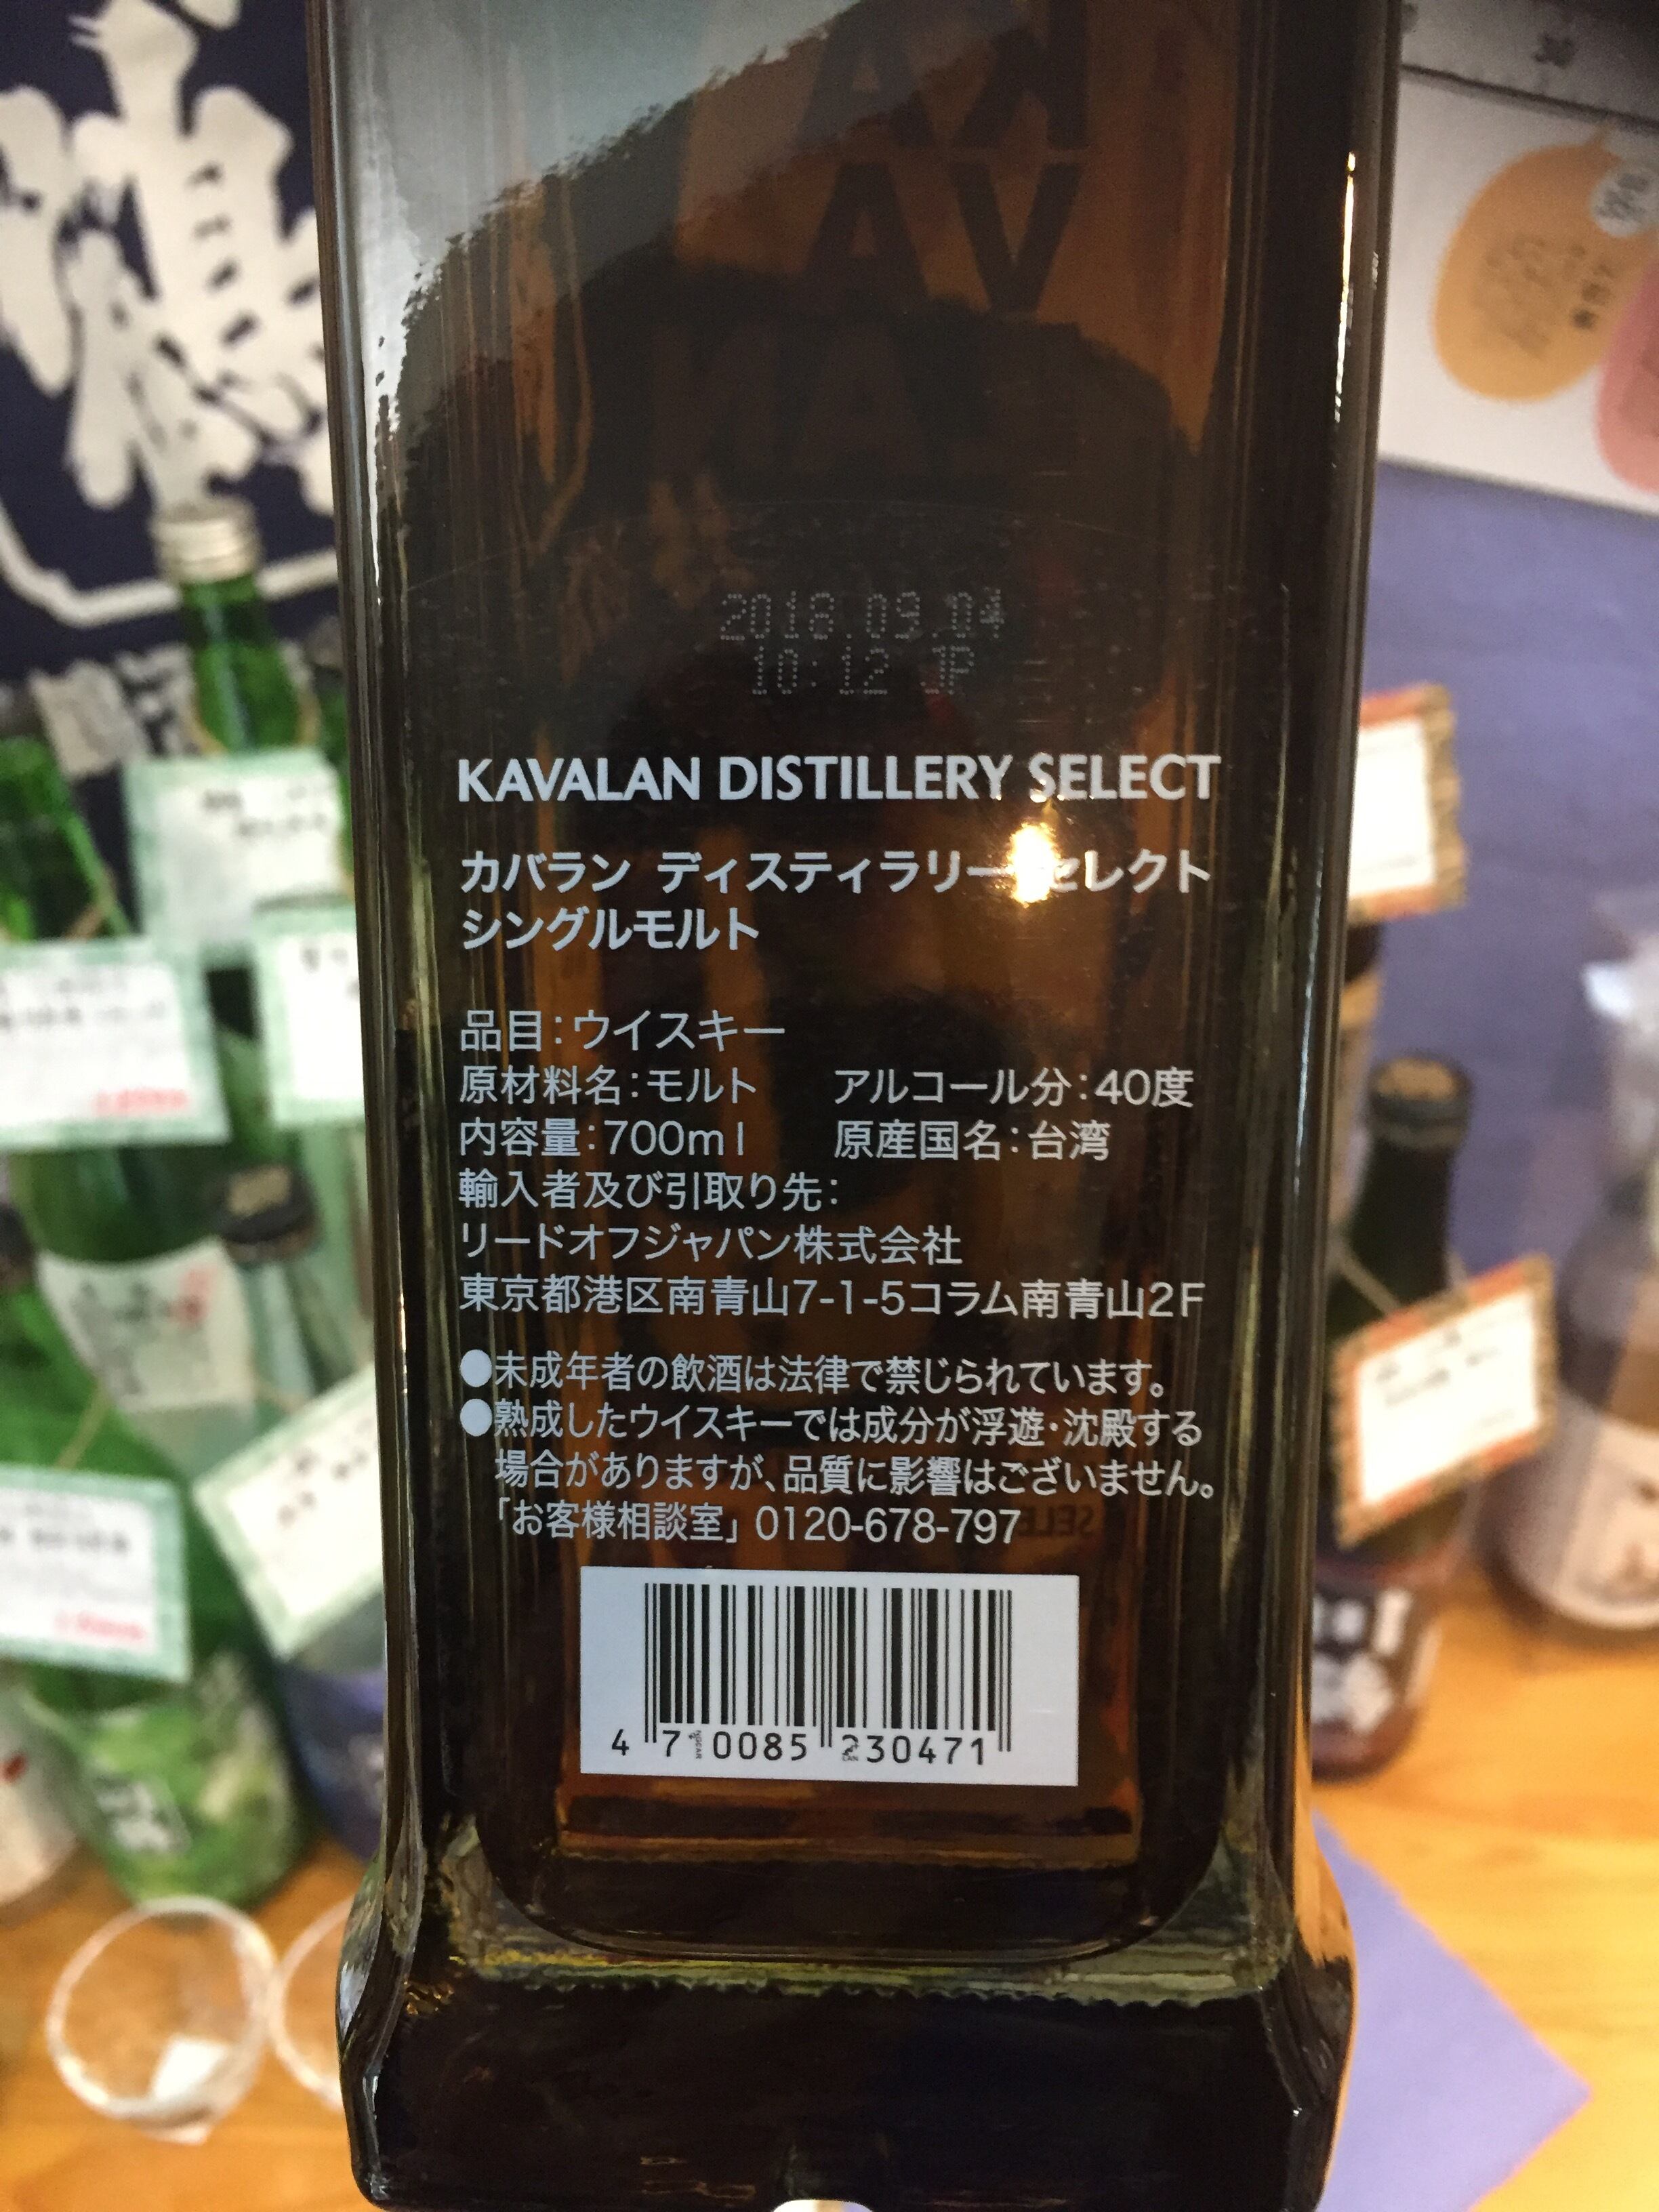 2018.09.04
10:12 JP
KAVALAN DISTILLERY SELECT
カバラン ディスティラリー セレクト
シングルモルト
品目:ウイスキー
原材料名:モルト アルコール分:40度
内容量:700ml 原産国名:台湾
輸入者及び引取り先:
リードオフジャパン株式会社
東京都港区南青山7-1-5コラム南青山2F
●未成年者の飲酒は法律で禁じられています。
●熟成したウイスキーでは成分が浮遊・沈殿する
場合がありますが、品質に影響はございません。
「お客様相談室」0120-678-797
4 710085 230471